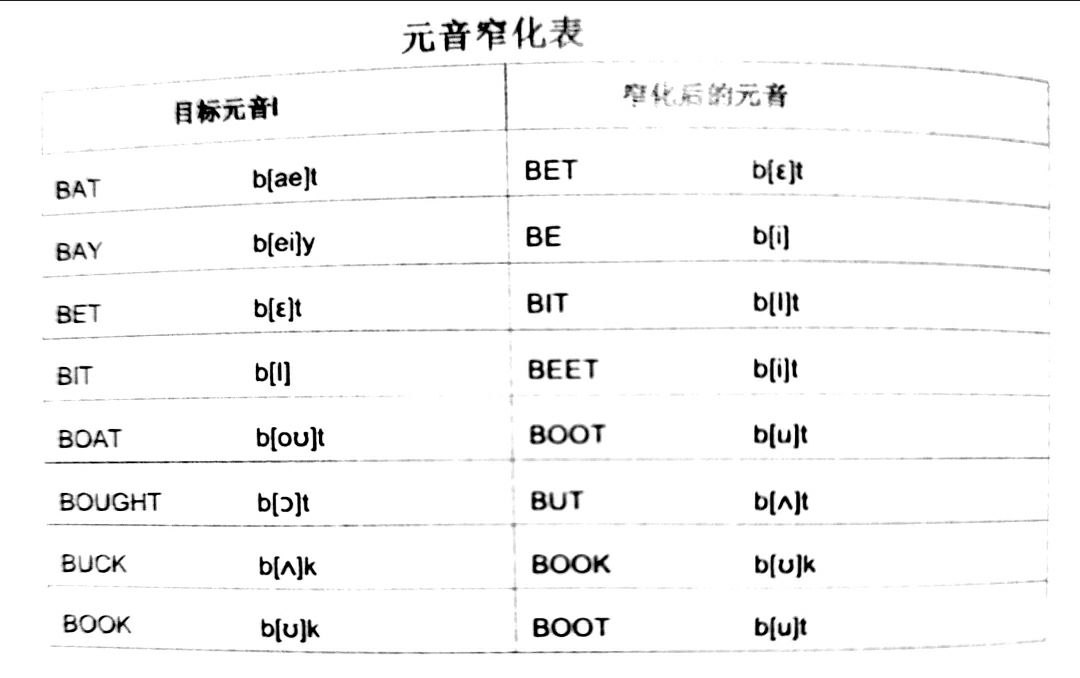 元音窄化表
目标元音I 窄化后的元音
BAT b[ae]t BET b[ɛ]t
BAY b[ei]y BE b[i]
BET b[ɛ]t BIT b[I]t
BIT b[I] BEET b[i]t
BOAT b[oʊ]t BOOT b[u]t
BOUGHT b[ɔ]t BUT b[ʌ]t
BUCK b[ʌ]k BOOK b[ʊ]k
BOOK b[ʊ]k BOOT b[u]t